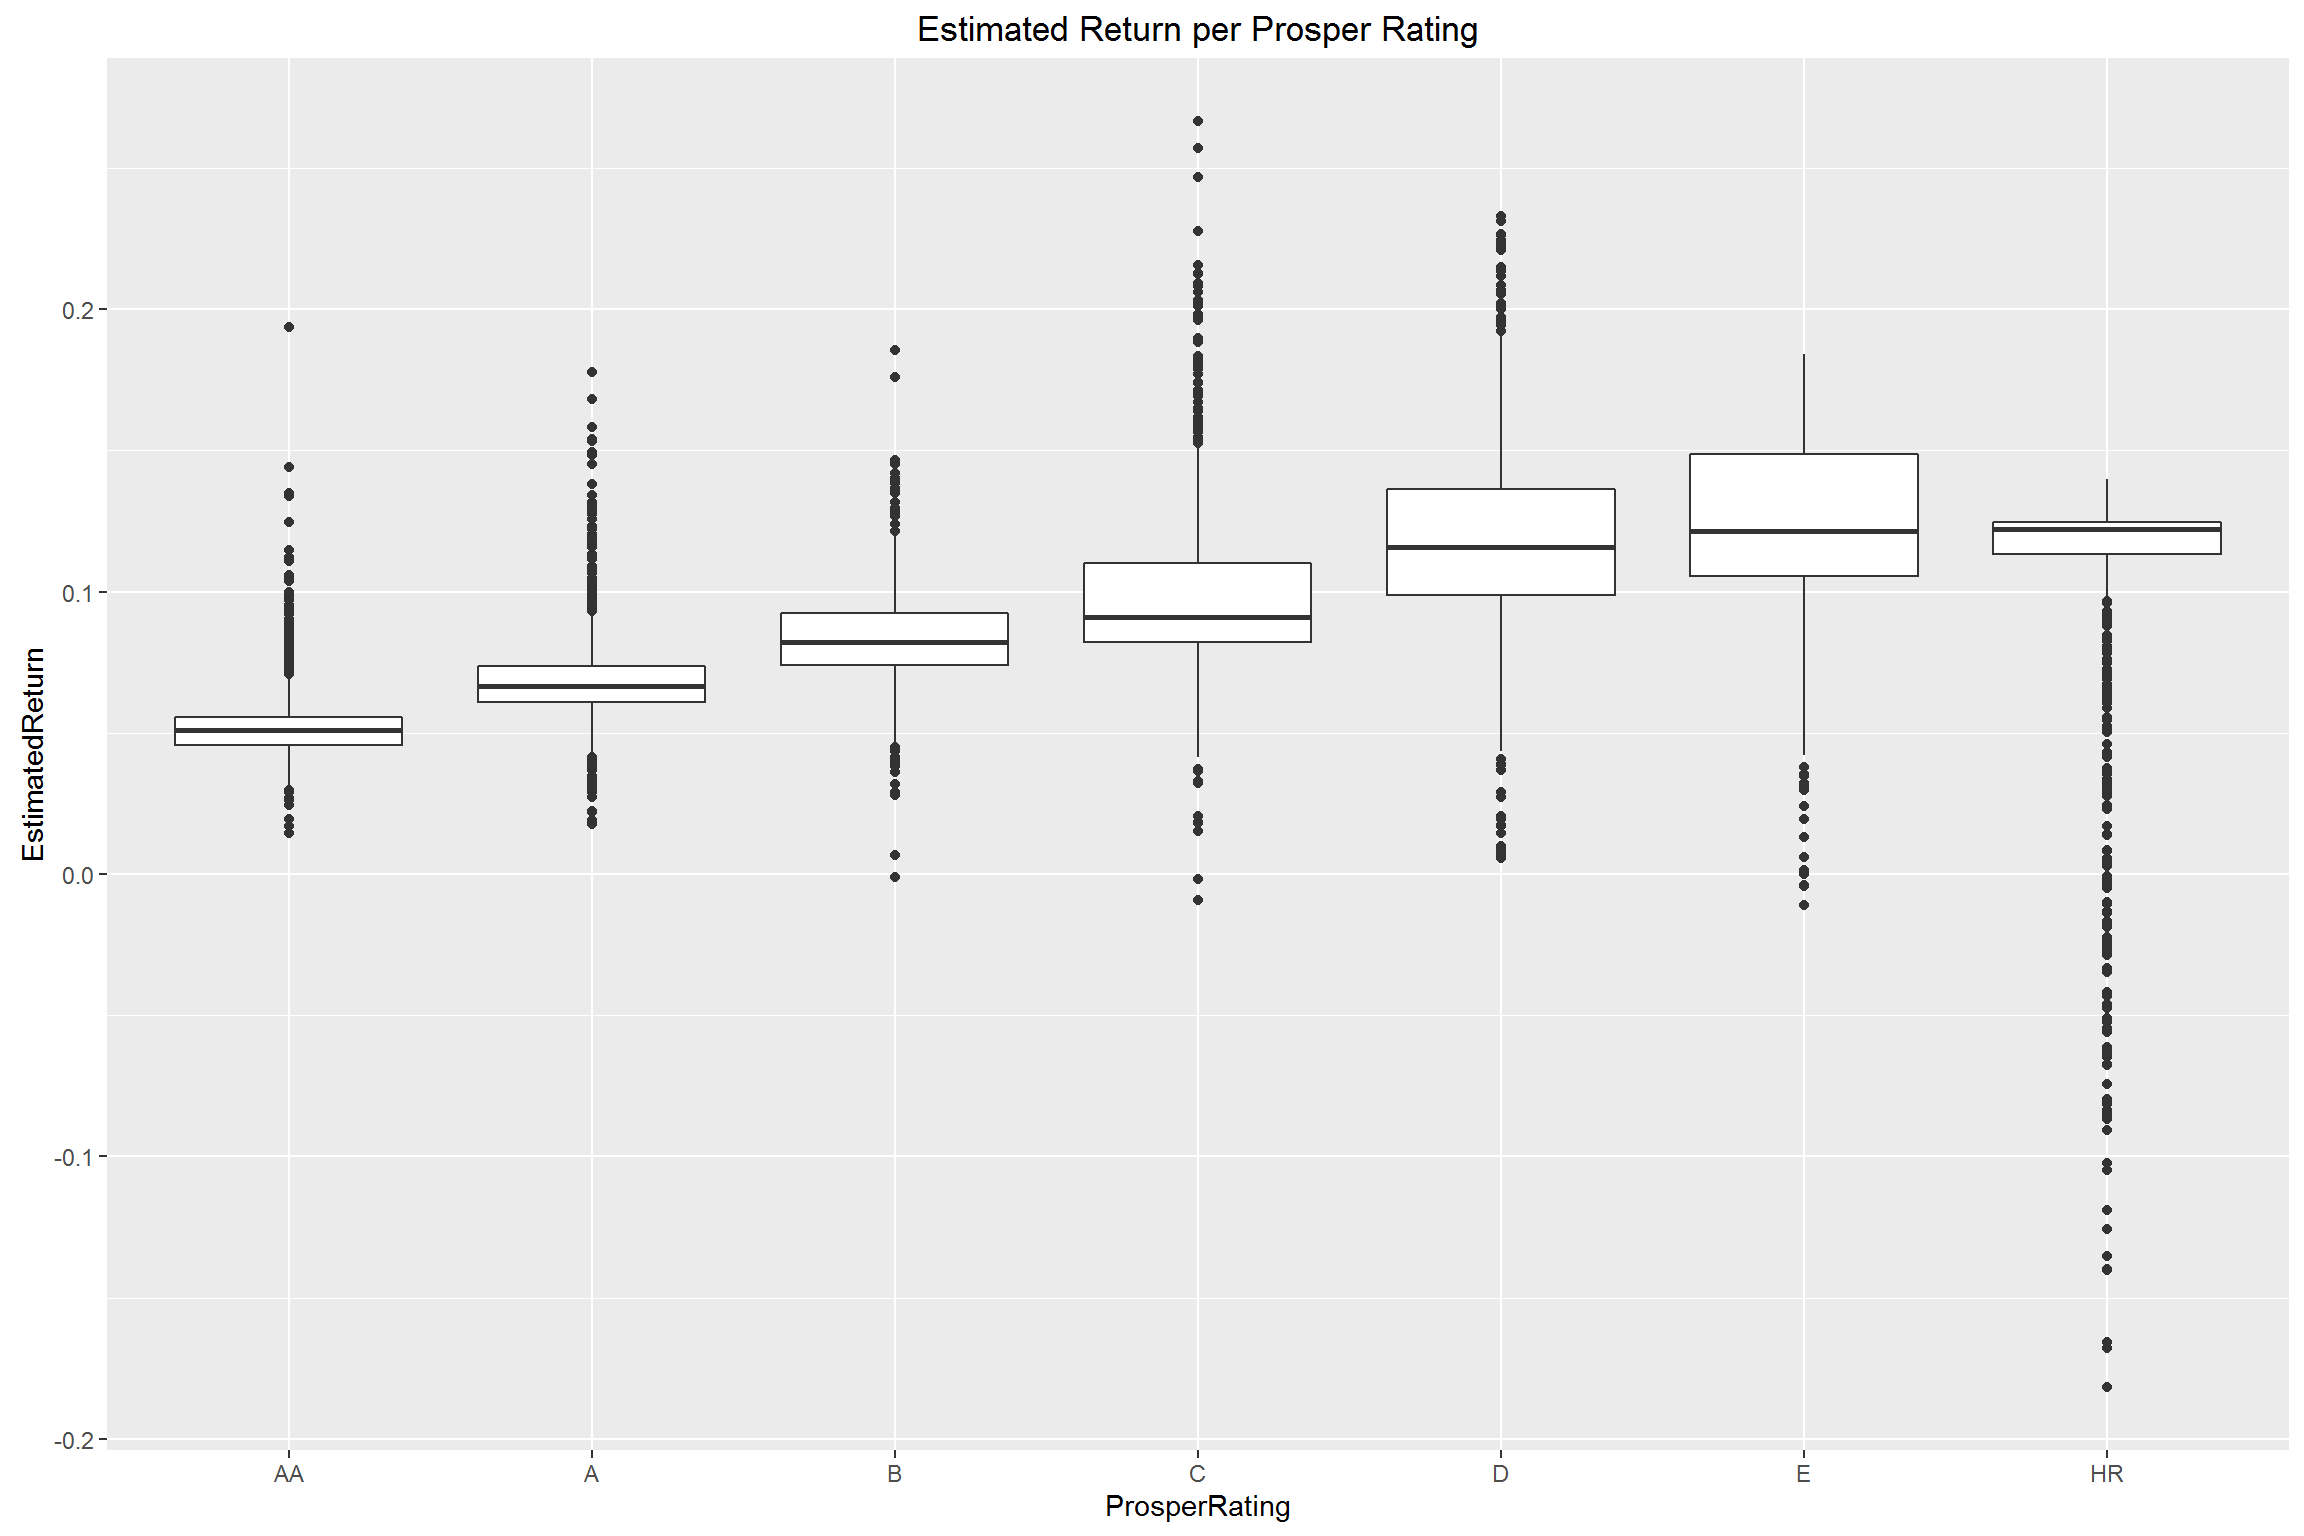 Estimated Return per Prosper Rating
EstimatedReturn
0.2
0.1
0.0
-0.1
-0.2
AA A B C D E HR
ProsperRating